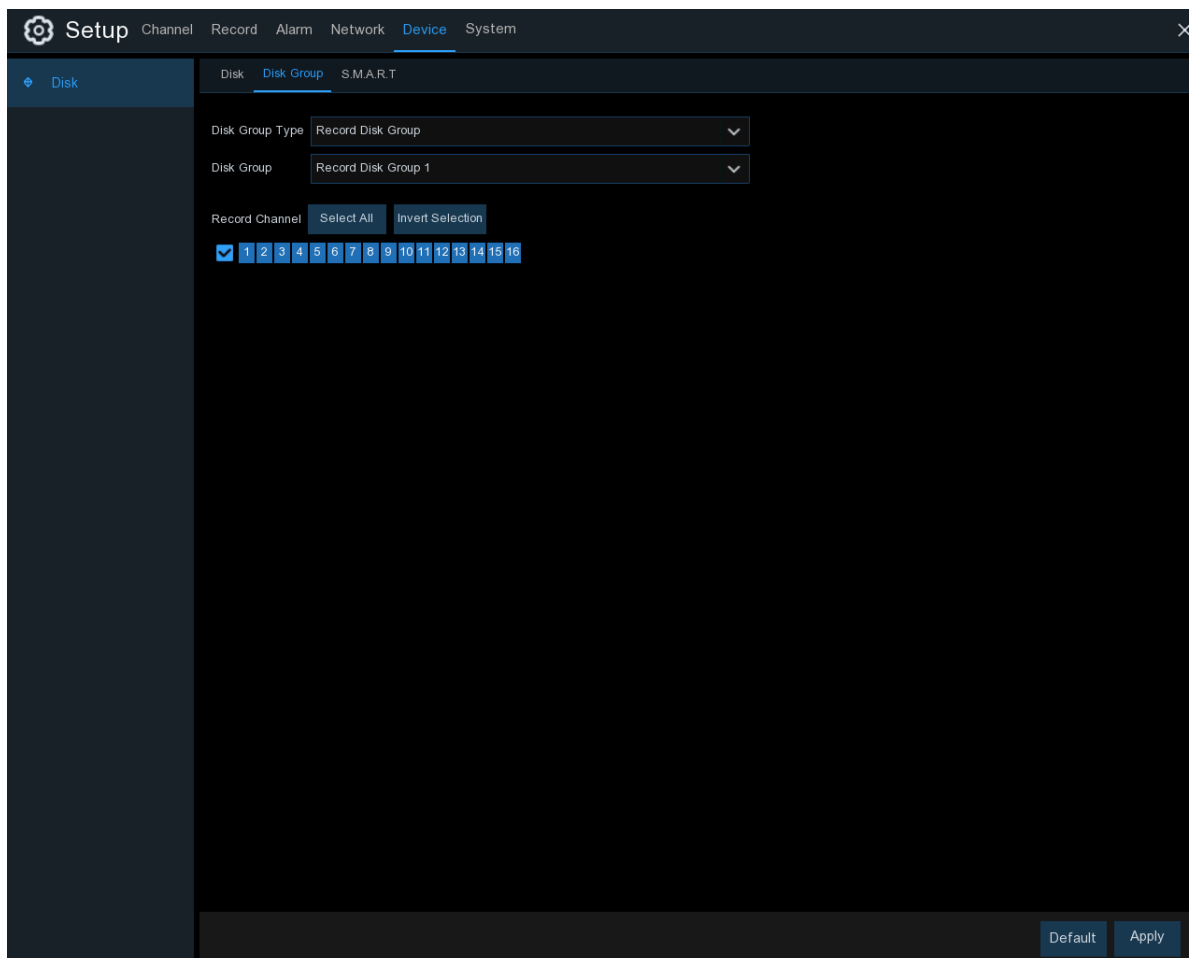 Setup Channel Record Alarm Network Device System
Disk
Disk Disk Group S.M.A.R.T
Disk Group Type Record Disk Group
Disk Group Record Disk Group 1
Record Channel Select All Invert Selection
1 2 3 4 5 6 7 8 9 10 11 12 13 14 15 16
Default Apply